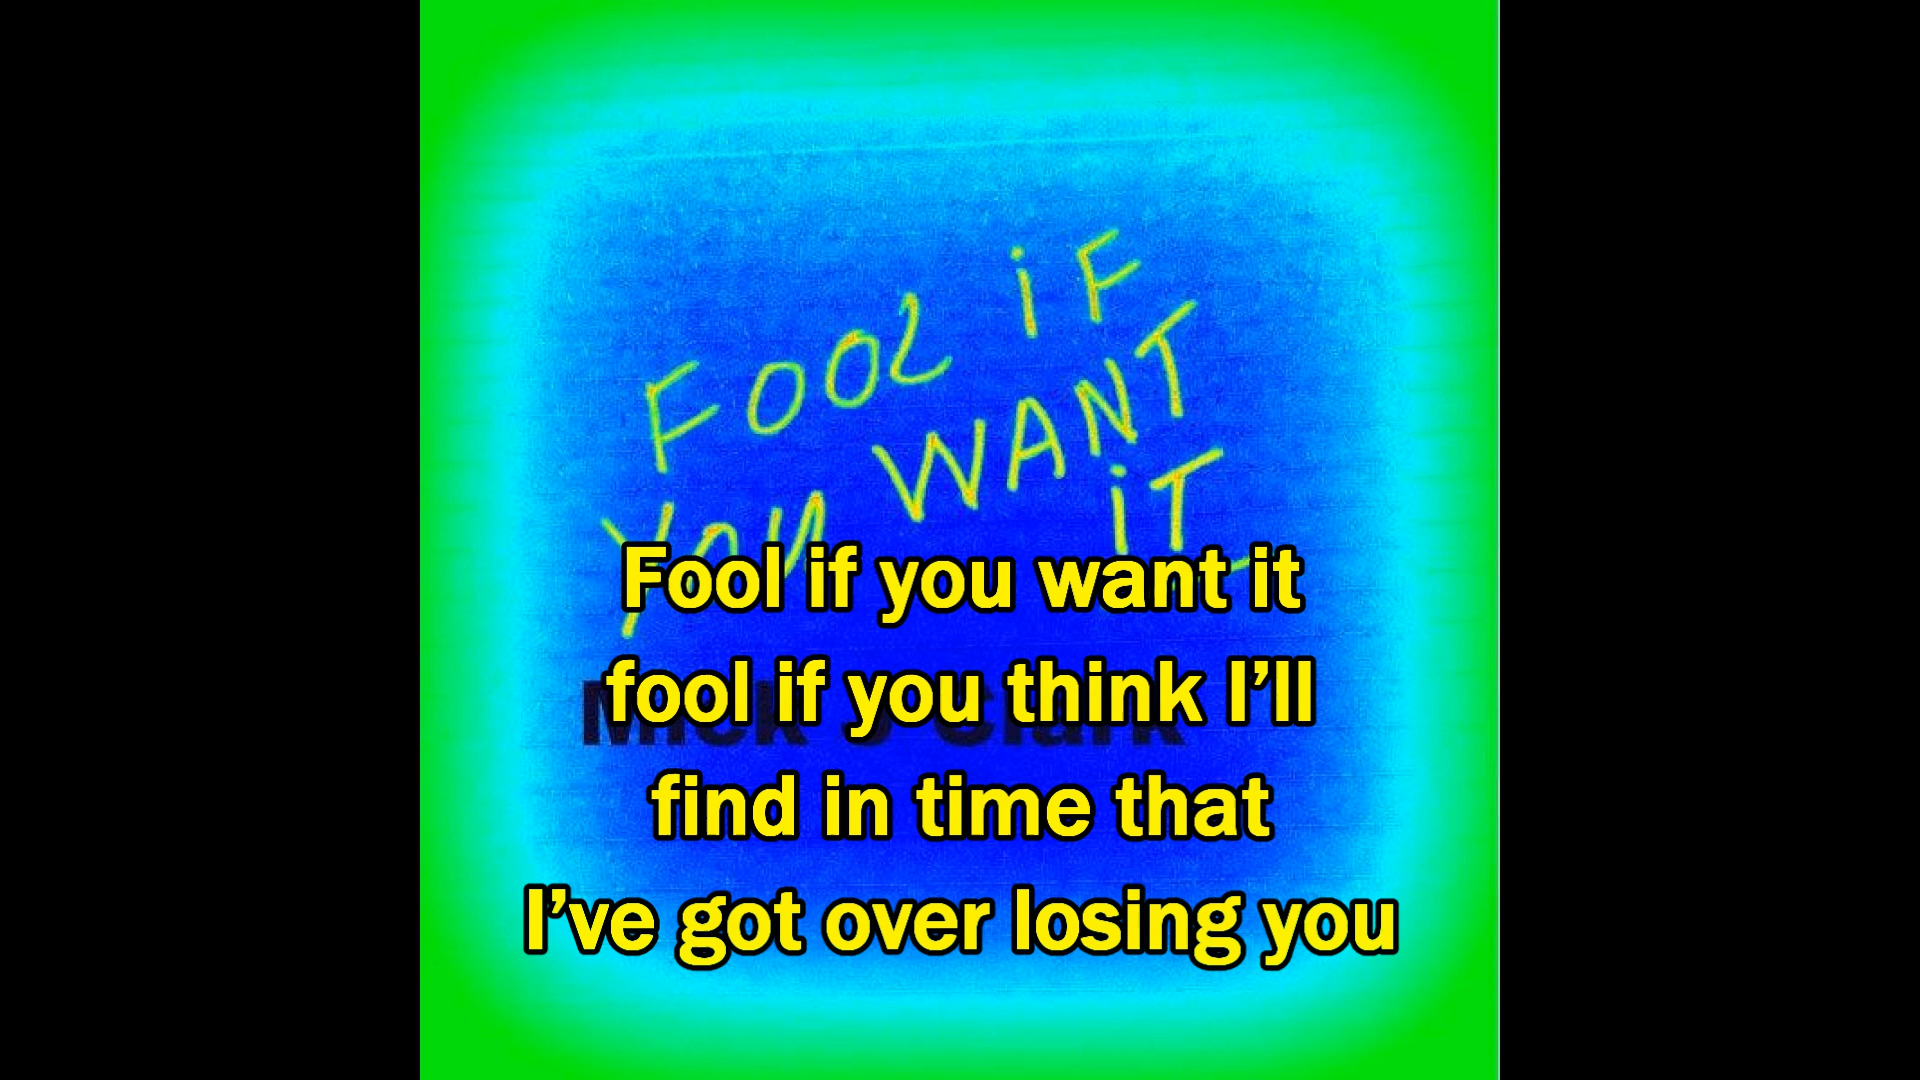 FOOL iF
YOU WANT
iT
Fool if you want it
fool if you think I’ll
find in time that
I’ve got over losing you